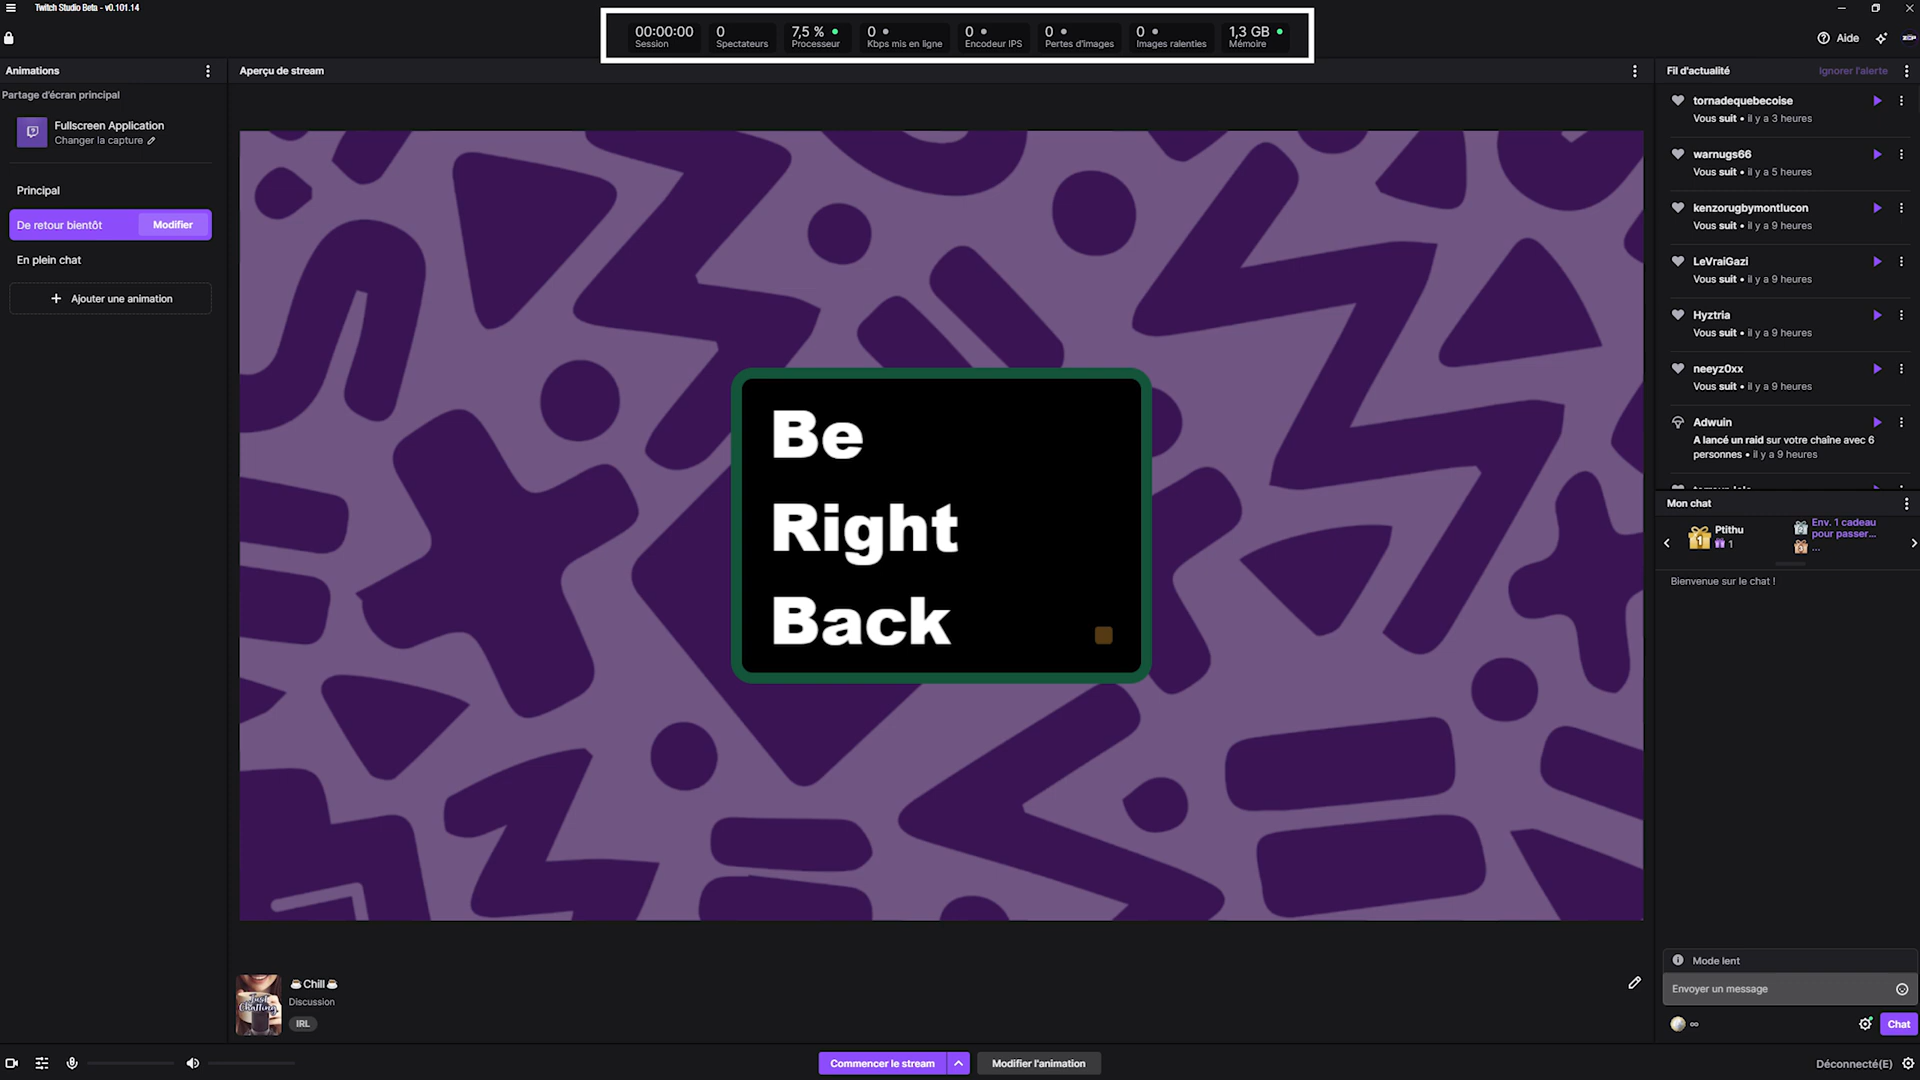 Twitch Studio Beta - v0.101.14
00:00:00
Session
0
Spectateurs
7,5 %
Processeur
0
Kbps mis en ligne
0
Encodeur IPS
0
Pertes d'images
0
Images ralenties
1,3 GB
Mémoire
Aide
Animations
Partage d'écran principal
Fullscreen Application
Changer la capture
Principal
De retour bientôt
Modifier
En plein chat
+ Ajouter une animation
Aperçu de stream
Be
Right
Back
Just
Chatting
Chill
Discussion
IRL
Fil d'actualité
Ignorer l'alerte
tornadequebecoise
Vous suit • il y a 3 heures
warnugs66
Vous suit • il y a 5 heures
kenzorugbymontlucon
Vous suit • il y a 9 heures
LeVraiGazi
Vous suit • il y a 9 heures
Hyztria
Vous suit • il y a 9 heures
neeyz0xx
Vous suit • il y a 9 heures
Adwuin
A lancé un raid sur votre chaîne avec 6
personnes • il y a 9 heures
Mon chat
1
Ptithu
1
2
Env. 1 cadeau
pour passer...
3
...
Bienvenue sur le chat !
Mode lent
Envoyer un message
∞
Chat
Commencer le stream
Modifier l'animation
Déconnecté(E)